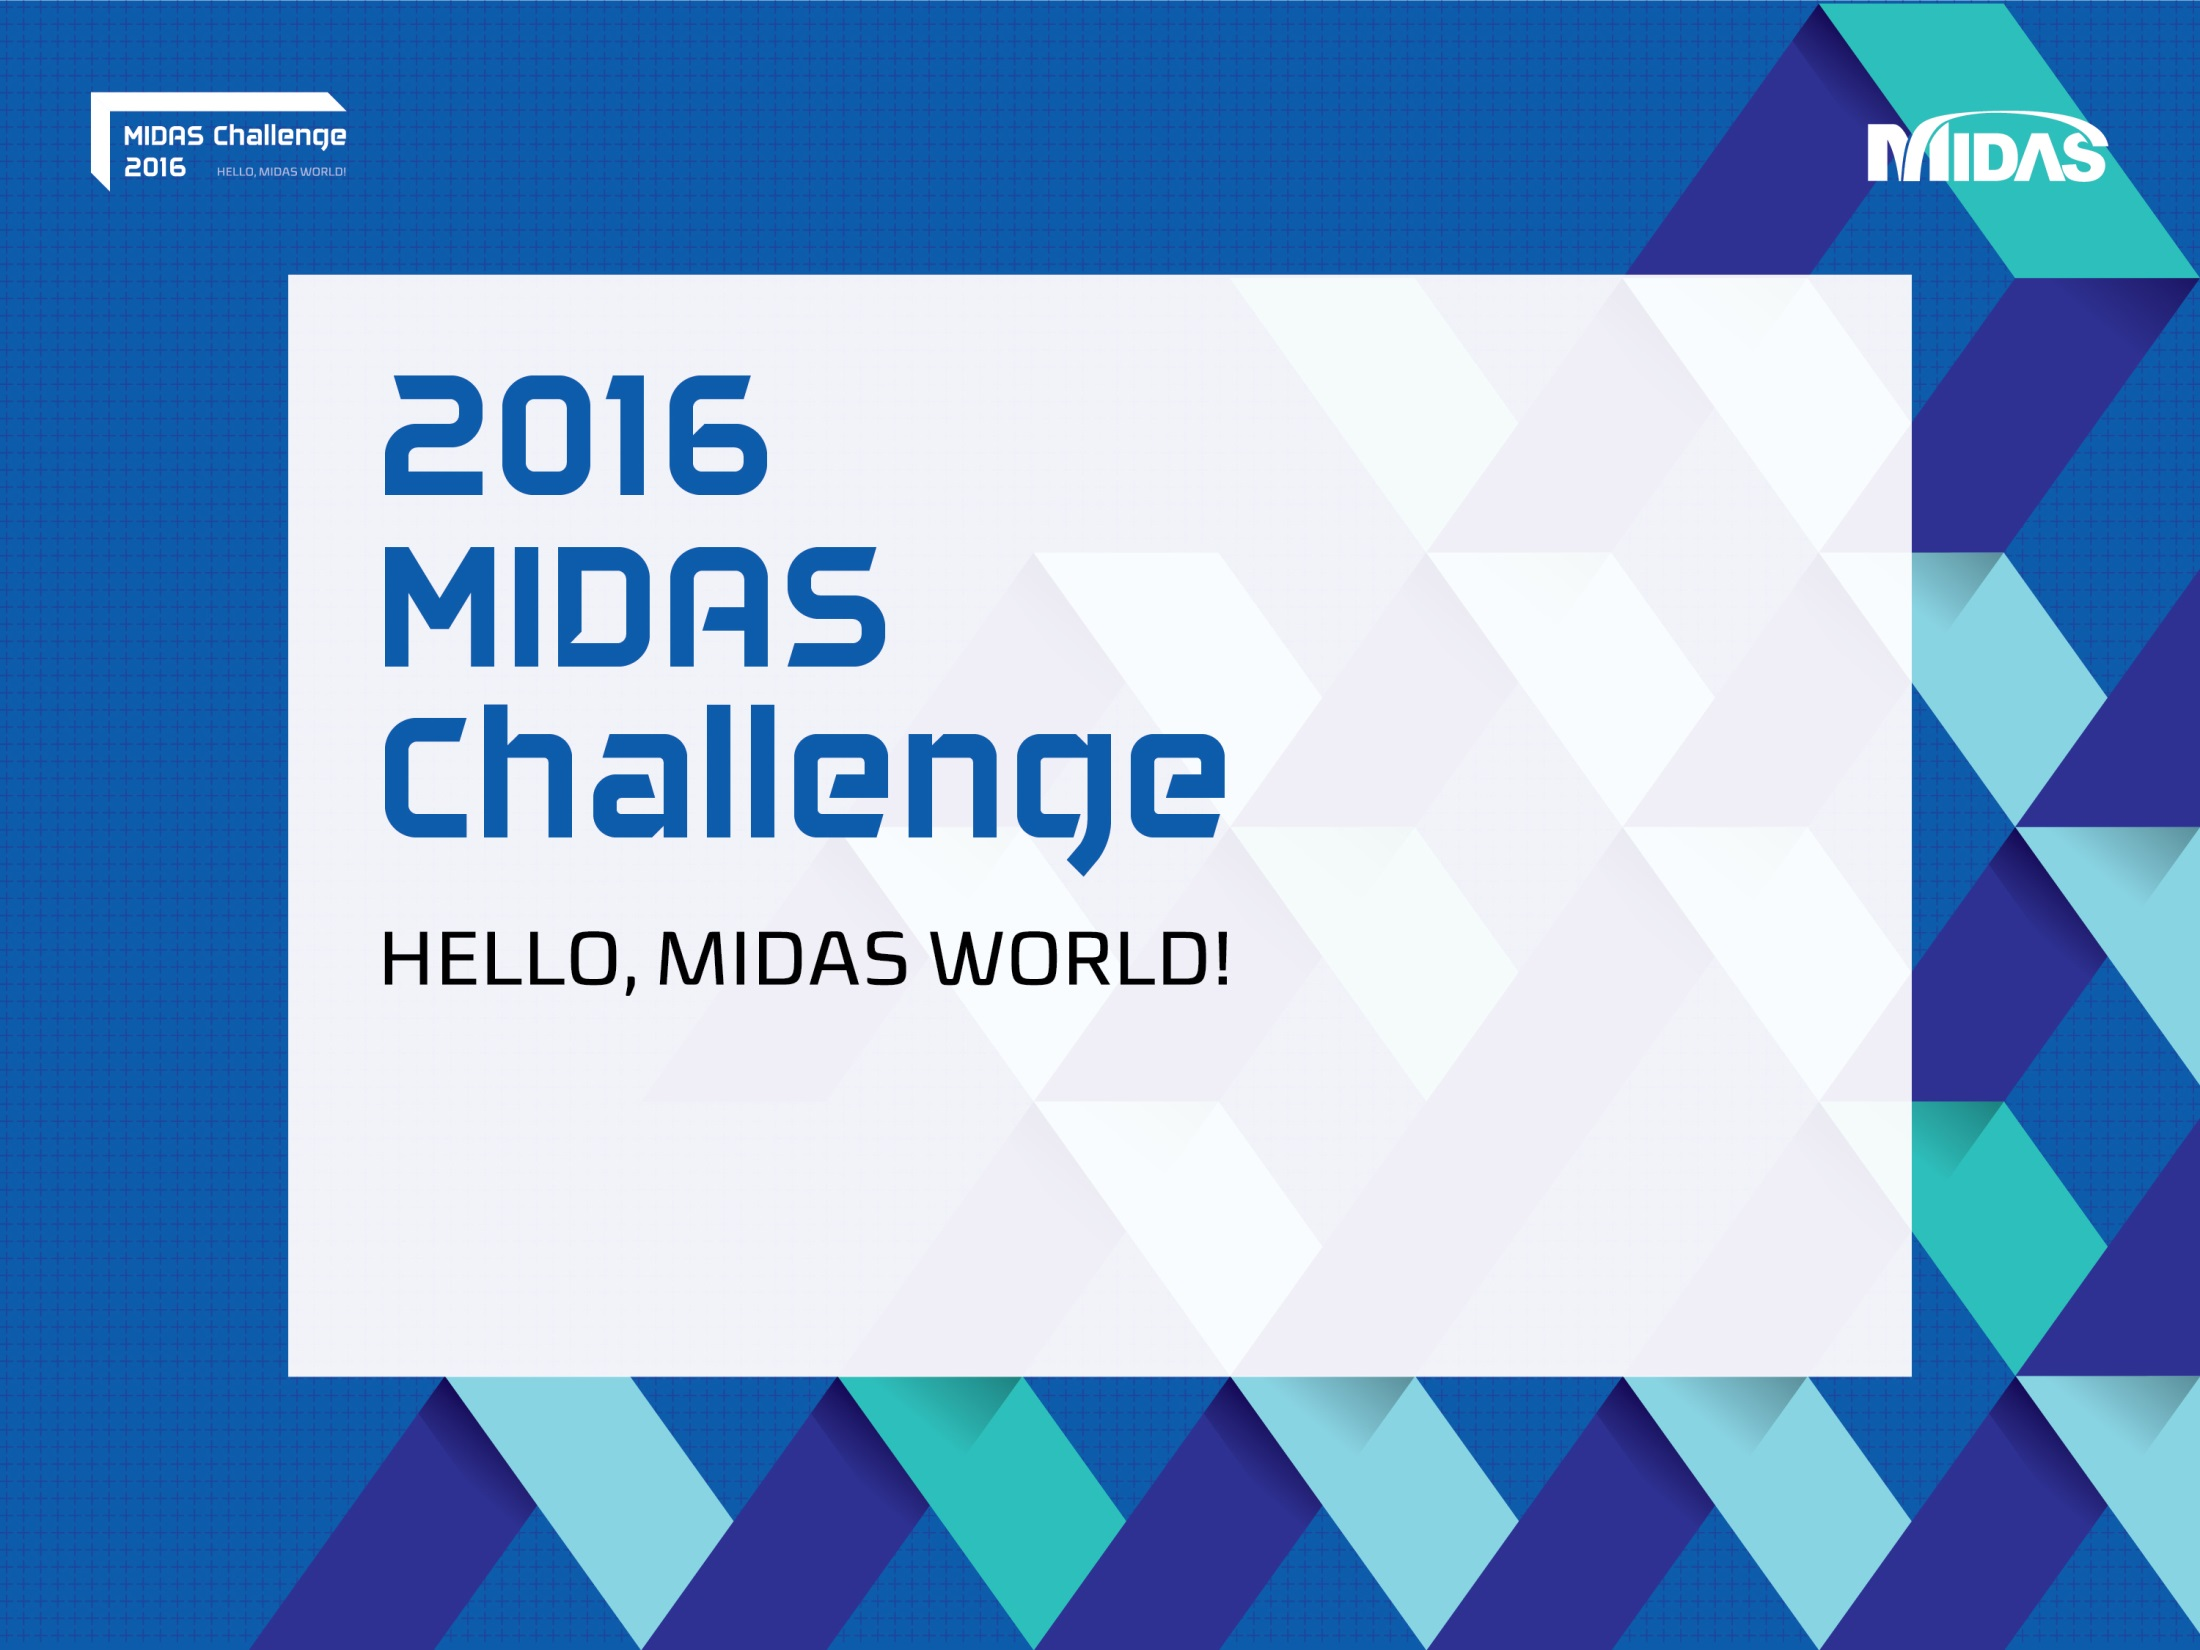 MIDAS Challenge
2016 HELLO, MIDAS WORLD!
MIDAS
2016
MIDAS
Challenge
HELLO, MIDAS WORLD!